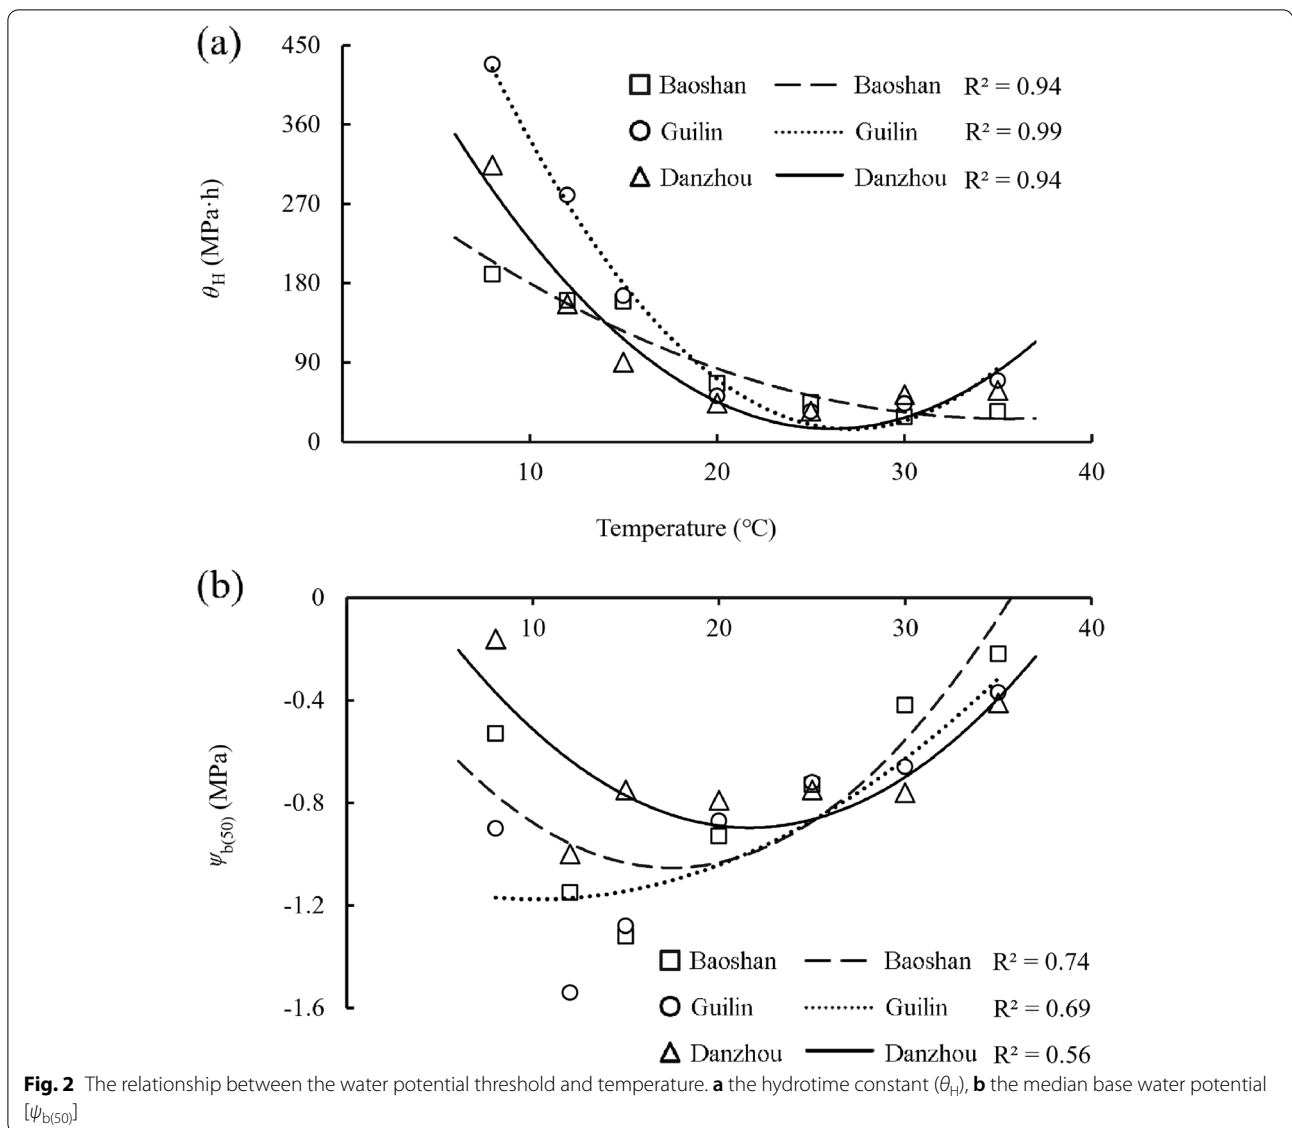 (a)
450
360
270
180
90
0
θH (MPa·h)
Baoshan Baoshan R² = 0.94
Guilin Guilin R² = 0.99
Danzhou Danzhou R² = 0.94
10 20 30 40
Temperature (°C)
(b)
0
-0.4
-0.8
-1.2
-1.6
10 20 30 40
ψb(50) (MPa)
Baoshan Baoshan R² = 0.74
Guilin Guilin R² = 0.69
Danzhou Danzhou R² = 0.56
Fig. 2 The relationship between the water potential threshold and temperature. a the hydrotime constant (θH), b the median base water potential
[ψb(50)]